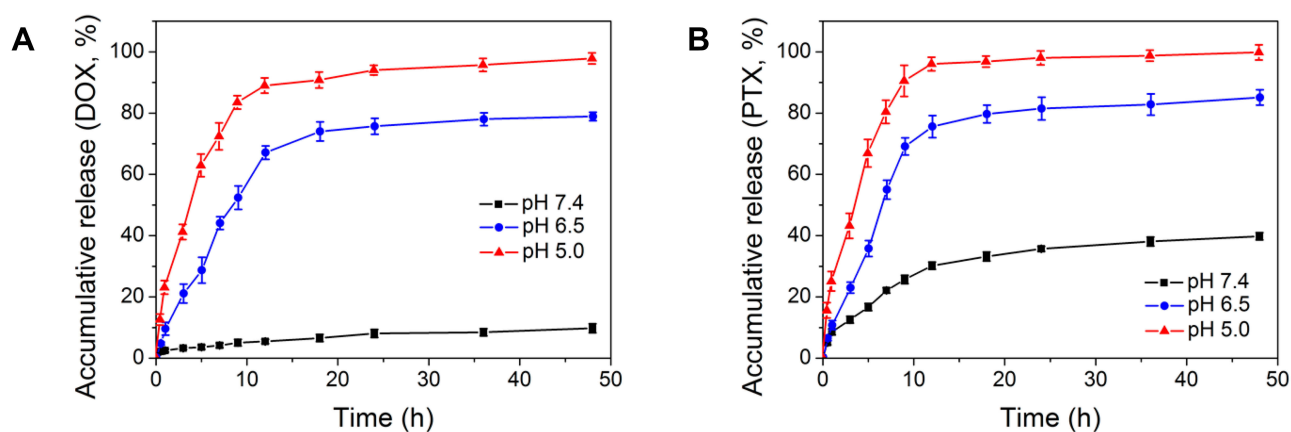 A
Accumulative release (DOX, %)
100
80
60
40
20
0
pH 7.4
pH 6.5
pH 5.0
0 10 20 30 40 50
Time (h)
B
Accumulative release (PTX, %)
100
80
60
40
20
0
pH 7.4
pH 6.5
pH 5.0
0 10 20 30 40 50
Time (h)